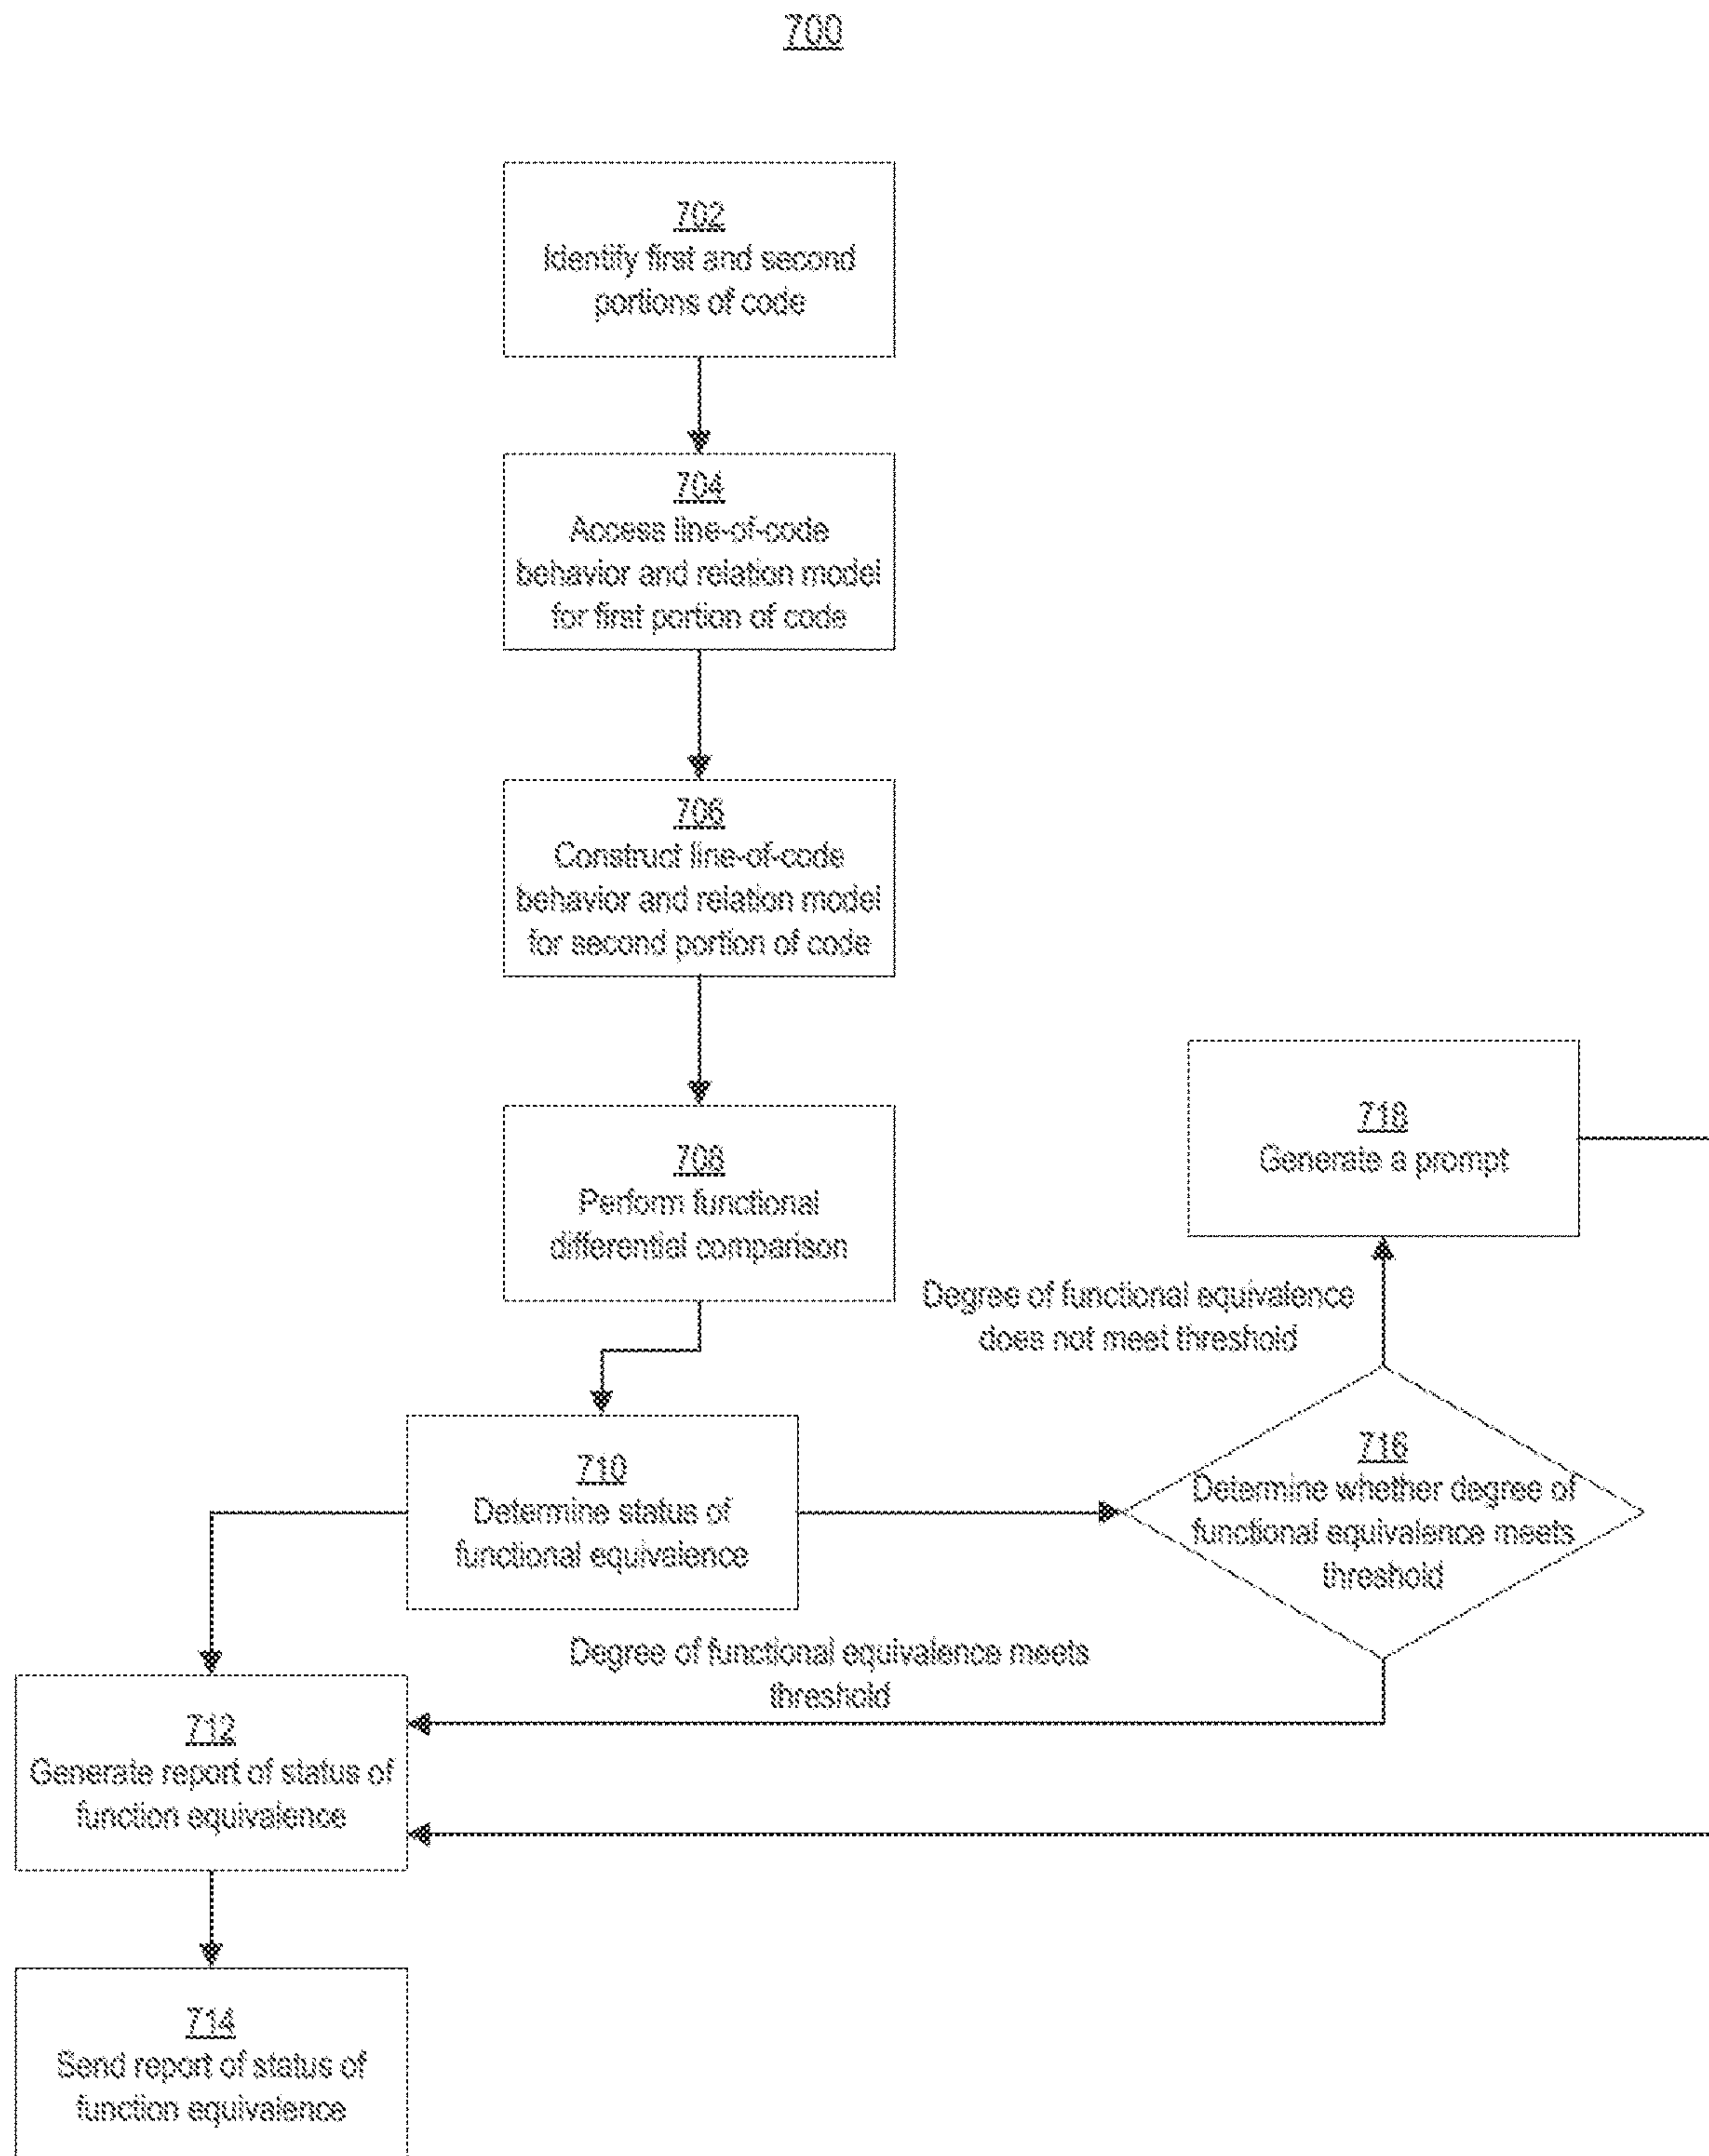 700
702
Identify first and second
portions of code
704
Access line-of-code
behavior and relation model
for first portion of code
706
Construct line-of-code
behavior and relation model
for second portion of code
708
Perform functional
differential comparison
718
Generate a prompt
Degree of functional equivalence
does not meet threshold
710
Determine status of
functional equivalence
716
Determine whether degree of
functional equivalence meets
threshold
Degree of functional equivalence meets
threshold
712
Generate report of status of
function equivalence
714
Send report of status of
function equivalence